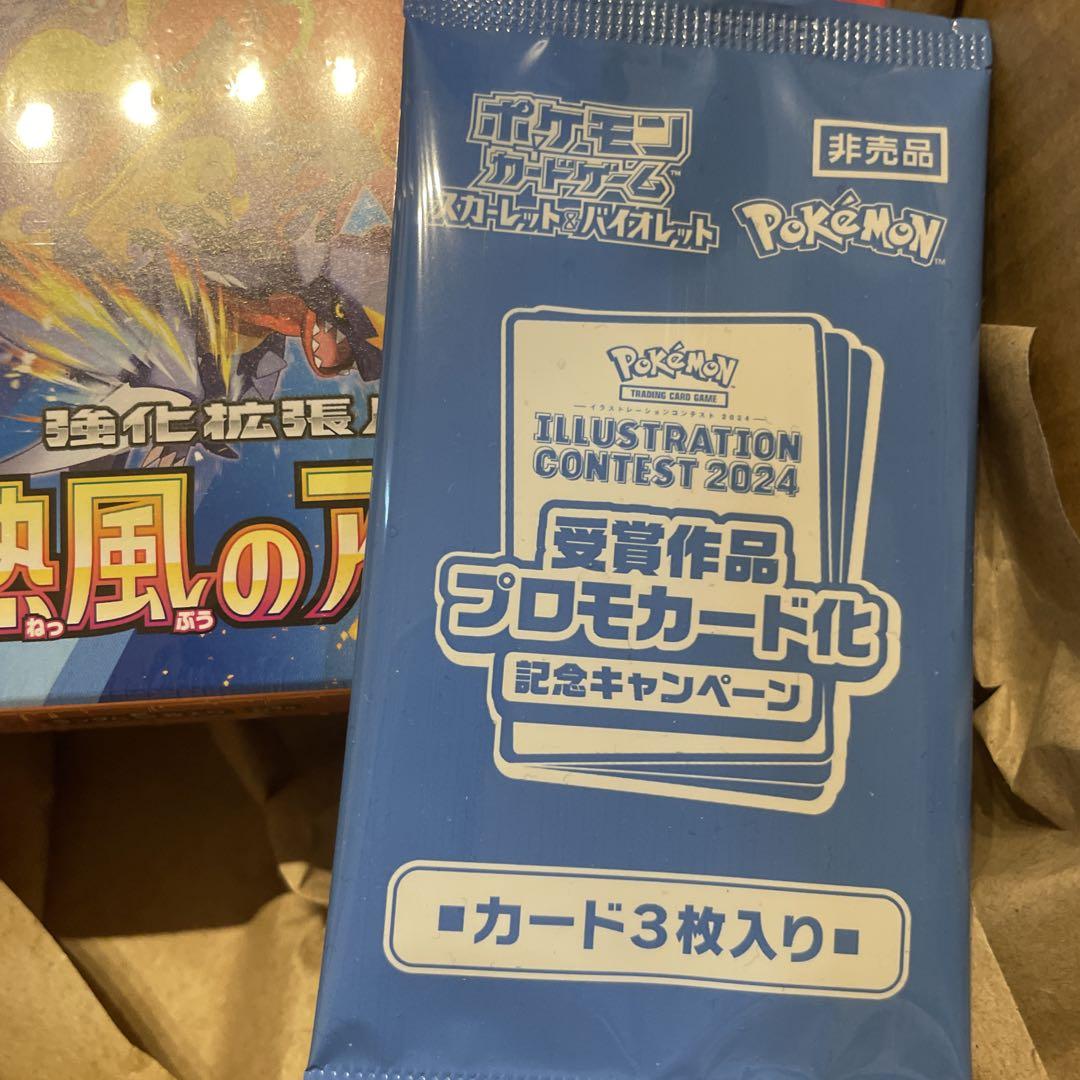 ポケモン
カードゲーム
スカーレット&バイオレット
非売品
POKéMON
POKéMON
TRADING CARD GAME
イラストレーションコンテスト 2024
ILLUSTRATION
CONTEST 2024
受賞作品
プロモカード化
記念キャンペーン
■カード3枚入り■
強化拡張
熱風の
ねっ ぷう